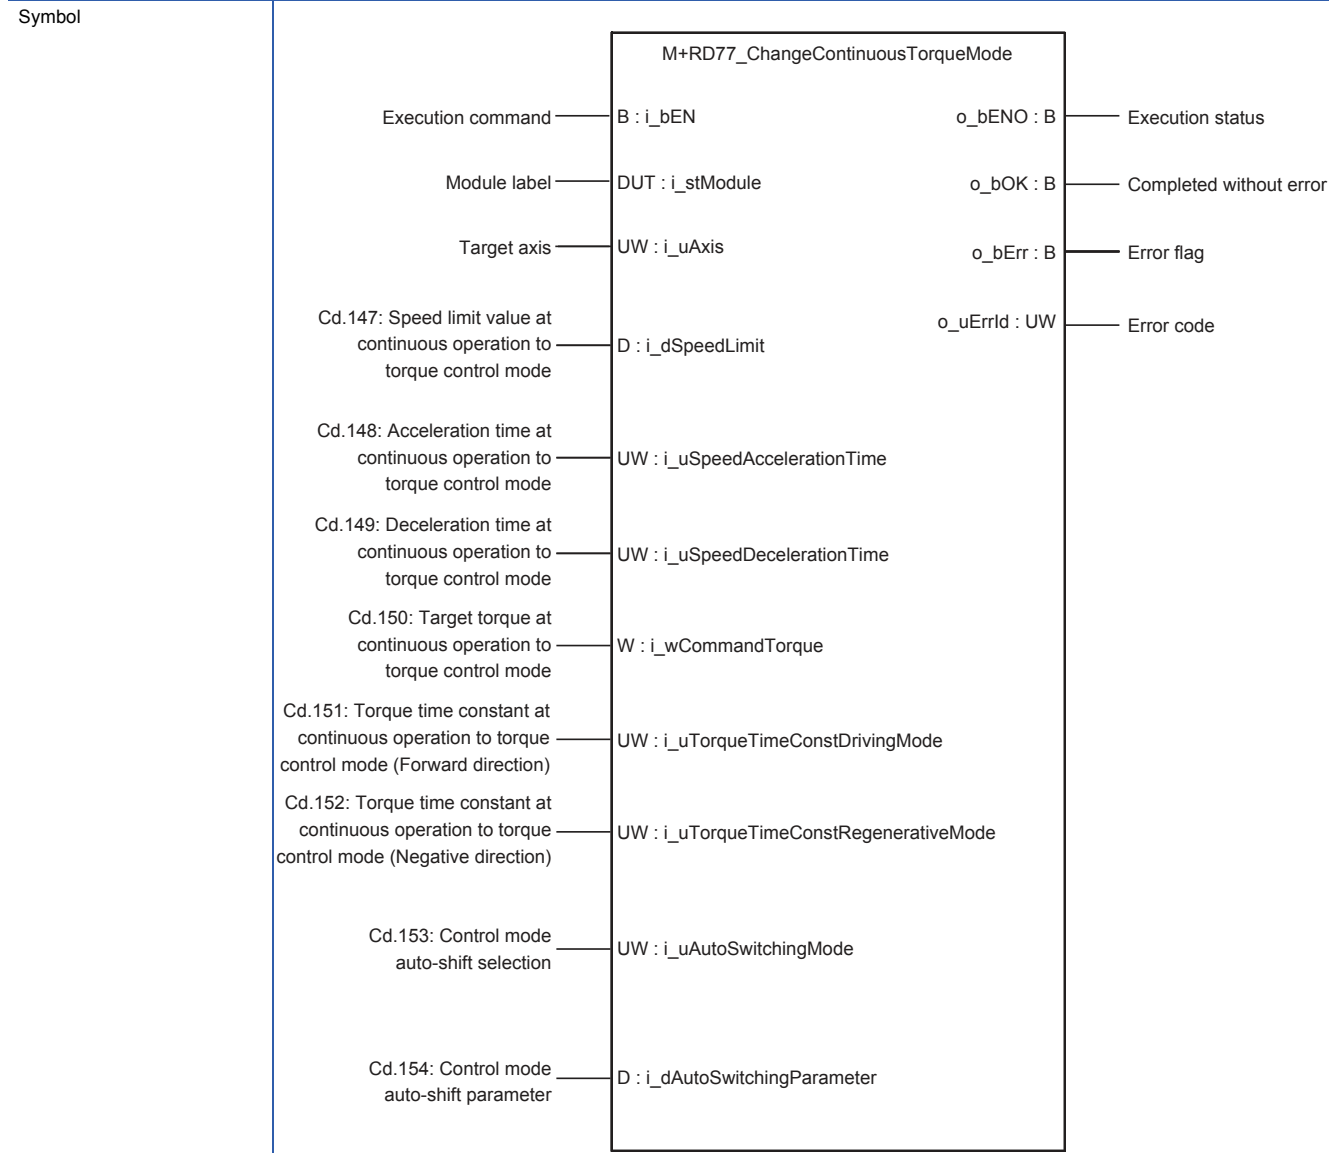 Symbol
M+RD77_ChangeContinuousTorqueMode
Execution command
B : i_bEN
o_bENO : B
Execution status
Module label
DUT : i_stModule
o_bOK : B
Completed without error
Target axis
UW : i_uAxis
o_bErr : B
Error flag
o_uErrId : UW
Error code
Cd.147: Speed limit value at
continuous operation to
torque control mode
D : i_dSpeedLimit
Cd.148: Acceleration time at
continuous operation to
torque control mode
UW : i_uSpeedAccelerationTime
Cd.149: Deceleration time at
continuous operation to
torque control mode
UW : i_uSpeedDecelerationTime
Cd.150: Target torque at
continuous operation to
torque control mode
W : i_wCommandTorque
Cd.151: Torque time constant at
continuous operation to torque
control mode (Forward direction)
UW : i_uTorqueTimeConstDrivingMode
Cd.152: Torque time constant at
continuous operation to torque
control mode (Negative direction)
UW : i_uTorqueTimeConstRegenerativeMode
Cd.153: Control mode
auto-shift selection
UW : i_uAutoSwitchingMode
Cd.154: Control mode
auto-shift parameter
D : i_dAutoSwitchingParameter